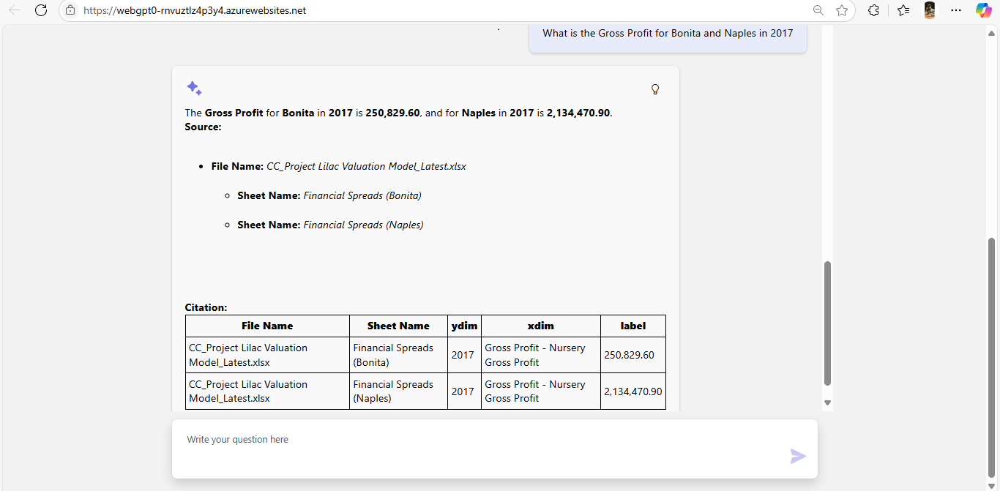 https://webgpt0-rnvuztlz4p3y4.azurewebsites.net
What is the Gross Profit for Bonita and Naples in 2017
The Gross Profit for Bonita in 2017 is 250,829.60, and for Naples in 2017 is 2,134,470.90.
Source:
• File Name: CC_Project Lilac Valuation Model_Latest.xlsx
○ Sheet Name: Financial Spreads (Bonita)
○ Sheet Name: Financial Spreads (Naples)
Citation:
File Name Sheet Name ydim xdim label
CC_Project Lilac Valuation Financial Spreads Gross Profit - Nursery
2017 250,829.60
Model_Latest.xlsx (Bonita) Gross Profit
CC_Project Lilac Valuation Financial Spreads Gross Profit - Nursery
2017 2,134,470.90
Model_Latest.xlsx (Naples) Gross Profit
Write your question here